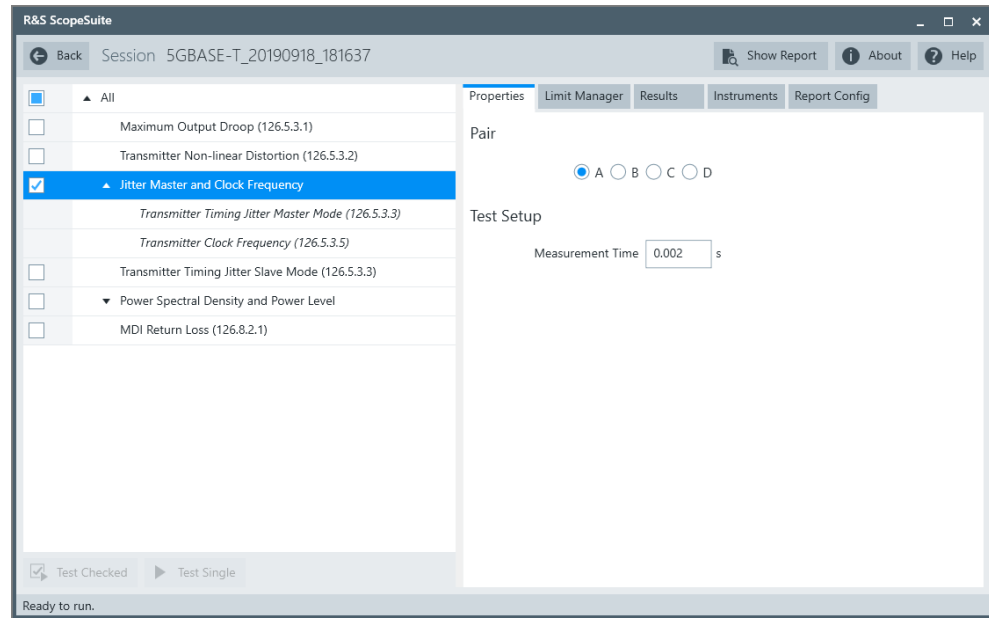 R&S ScopeSuite
Back Session 5GBASE-T_20190918_181637 Show Report About Help
All
Maximum Output Droop (126.5.3.1)
Transmitter Non-linear Distortion (126.5.3.2)
Jitter Master and Clock Frequency
Transmitter Timing Jitter Master Mode (126.5.3.3)
Transmitter Clock Frequency (126.5.3.5)
Transmitter Timing Jitter Slave Mode (126.5.3.3)
Power Spectral Density and Power Level
MDI Return Loss (126.8.2.1)
Test Checked Test Single
Properties Limit Manager Results Instruments Report Config
Pair
A B C D
Test Setup
Measurement Time 0.002 s
Ready to run.